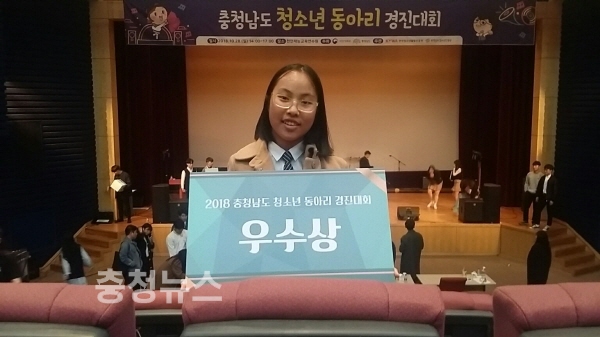 충청남도 청소년 동아리 경진대회
2018 충청남도 청소년 동아리 경진대회
우수상
충청뉴스